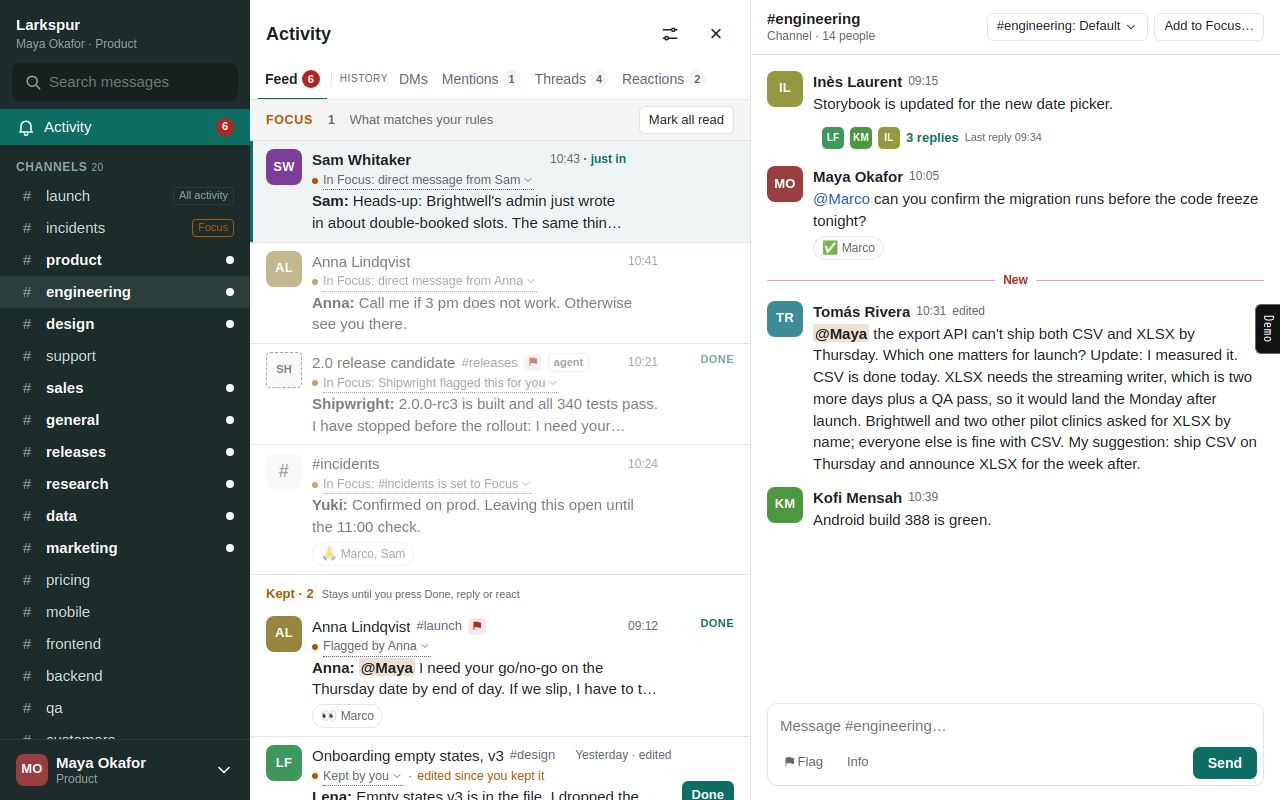 Larkspur
Maya Okafor · Product
Search messages
Activity
6
CHANNELS 20
# launch
All activity
# incidents
Focus
# product
# engineering
# design
# support
# sales
# general
# releases
# research
# data
# marketing
# pricing
# mobile
# frontend
# backend
# qa
# customers
MO
Maya Okafor
Product
Activity
Feed 6
HISTORY
DMs
Mentions 1
Threads 4
Reactions 2
FOCUS 1 What matches your rules
Mark all read
SW
Sam Whitaker
10:43 · just in
In Focus: direct message from Sam
Sam: Heads-up: Brightwell's admin just wrote
in about double-booked slots. The same thin…
AL
Anna Lindqvist
10:41
In Focus: direct message from Anna
Anna: Call me if 3 pm does not work. Otherwise
see you there.
SH
2.0 release candidate #releases agent
10:21
DONE
In Focus: Shipwright flagged this for you
Shipwright: 2.0.0-rc3 is built and all 340 tests pass.
I have stopped before the rollout: I need your…
#
#incidents
10:24
In Focus: #incidents is set to Focus
Yuki: Confirmed on prod. Leaving this open until
the 11:00 check.
🙏 Marco, Sam
Kept · 2 Stays until you press Done, reply or react
AL
Anna Lindqvist #launch
09:12
DONE
Flagged by Anna
Anna: @Maya I need your go/no-go on the
Thursday date by end of day. If we slip, I have to t…
👀 Marco
LF
Onboarding empty states, v3 #design
Yesterday · edited
Kept by you · edited since you kept it
Lena: Empty states v3 is in the file. I dropped the
Done
#engineering
Channel · 14 people
#engineering: Default
Add to Focus…
IL
Inès Laurent 09:15
Storybook is updated for the new date picker.
LF KM IL 3 replies Last reply 09:34
MO
Maya Okafor 10:05
@Marco can you confirm the migration runs before the code freeze
tonight?
✅ Marco
New
TR
Tomás Rivera 10:31 edited
@Maya the export API can't ship both CSV and XLSX by
Thursday. Which one matters for launch? Update: I measured it.
CSV is done today. XLSX needs the streaming writer, which is two
more days plus a QA pass, so it would land the Monday after
launch. Brightwell and two other pilot clinics asked for XLSX by
name; everyone else is fine with CSV. My suggestion: ship CSV on
Thursday and announce XLSX for the week after.
KM
Kofi Mensah 10:39
Android build 388 is green.
Demo
Message #engineering…
Flag
Info
Send